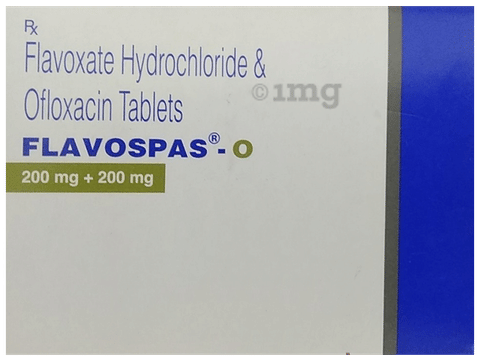 Rx
Flavoxate Hydrochloride &
Ofloxacin Tablets
©1mg
FLAVOSPAS®-O
200 mg + 200 mg